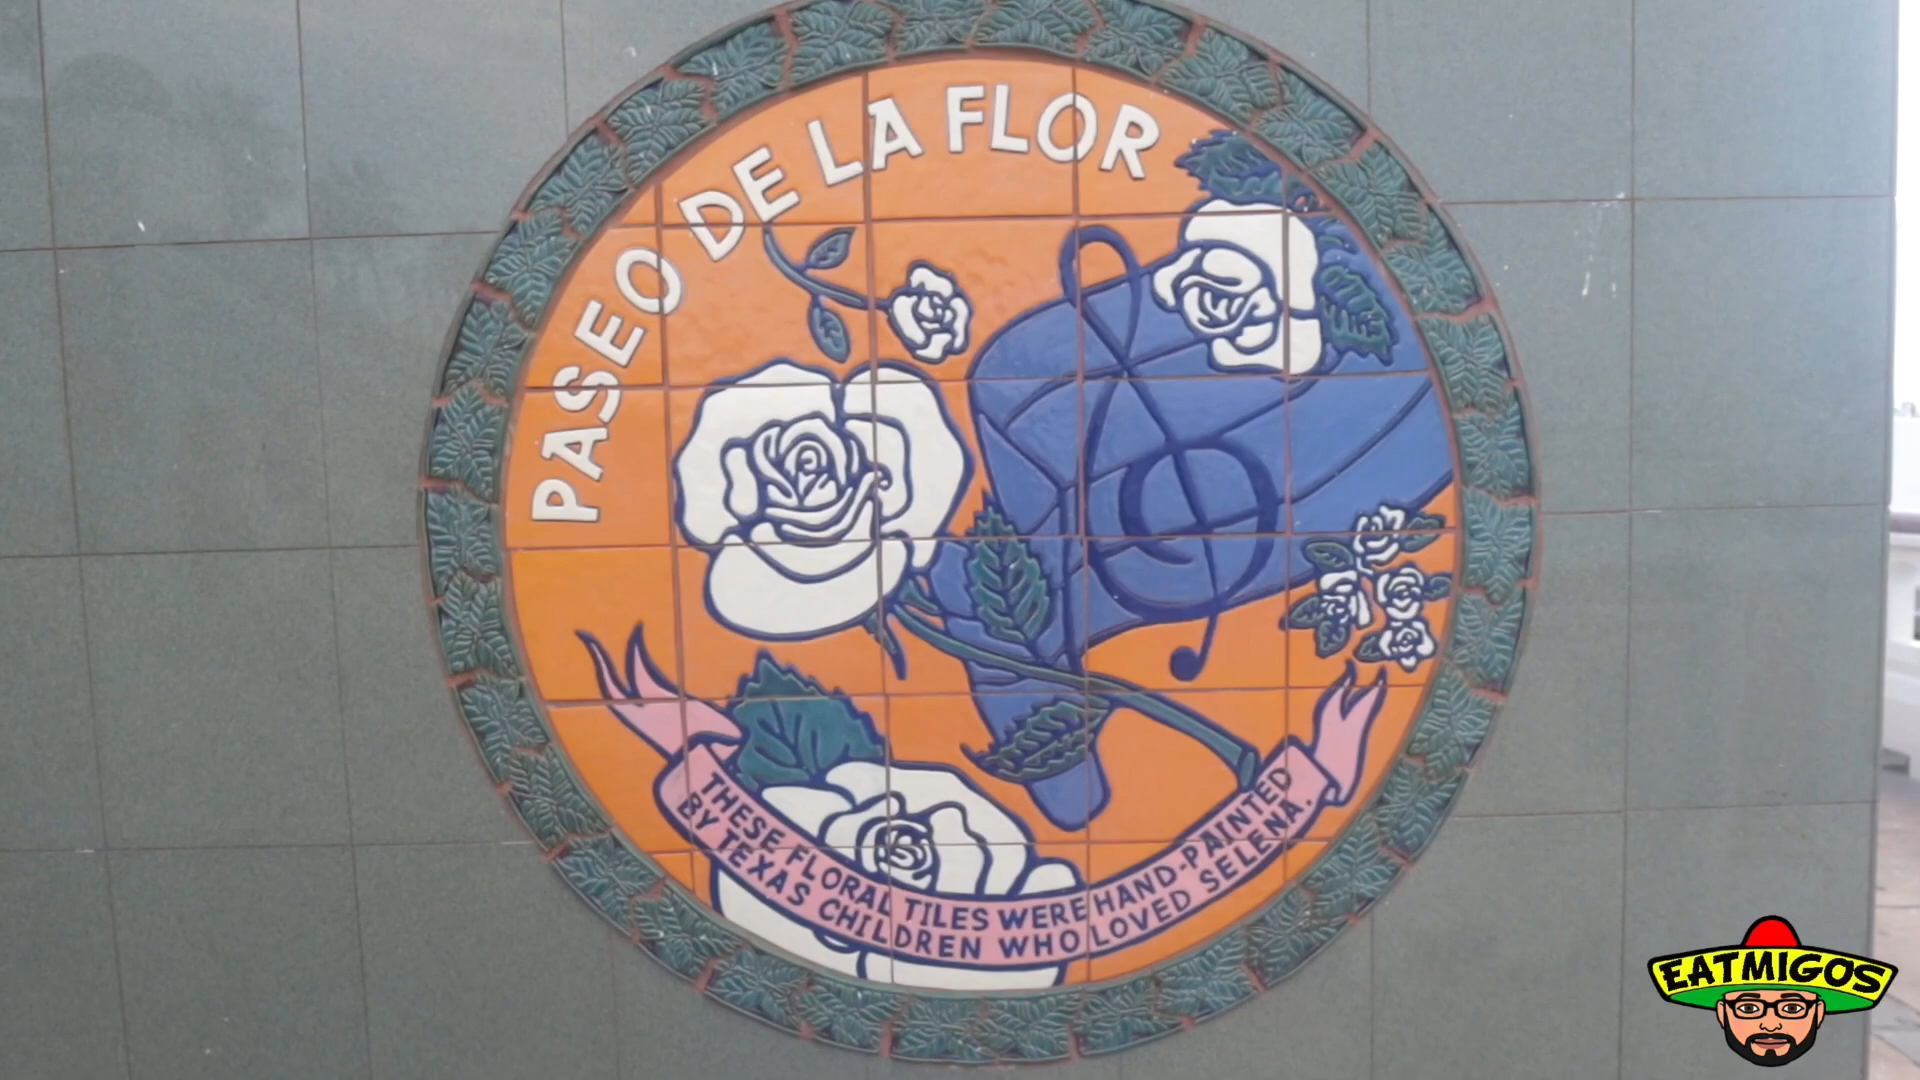 PASEO DE LA FLOR
THESE FLORAL TILES WERE HAND-PAINTED
BY TEXAS CHILDREN WHO LOVED SELENA.
EATMIGOS